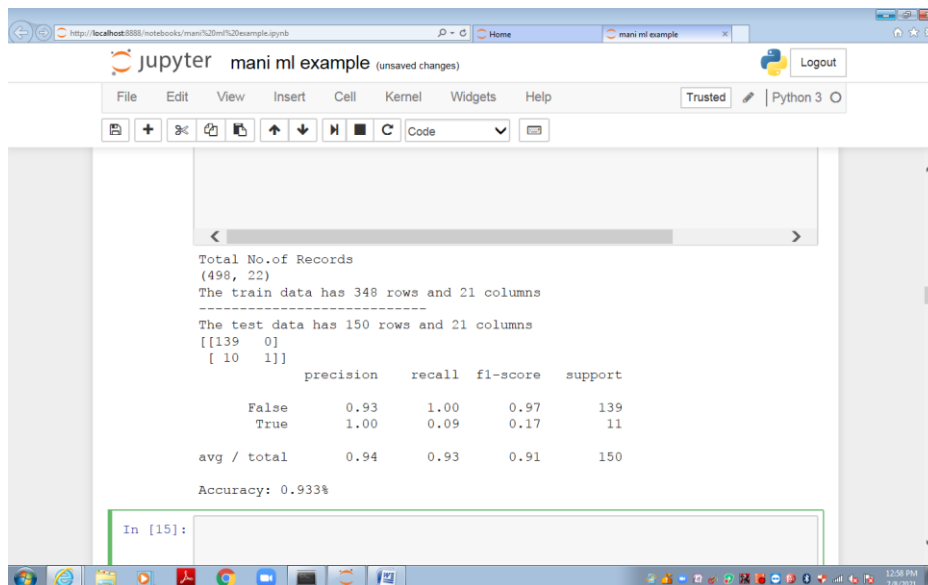 http://localhost:8888/notebooks/mani%20ml%20example.ipynb Home mani ml example
jupyter mani ml example (unsaved changes) Logout
File Edit View Insert Cell Kernel Widgets Help Trusted Python 3
Code
Total No.of Records
(498, 22)
The train data has 348 rows and 21 columns
----------------------------
The test data has 150 rows and 21 columns
[[139   0]
 [ 10   1]]
precision recall f1-score support
False 0.93 1.00 0.97 139
True 1.00 0.09 0.17 11
avg / total 0.94 0.93 0.91 150
Accuracy: 0.933%
In [15]:
12:58 PM